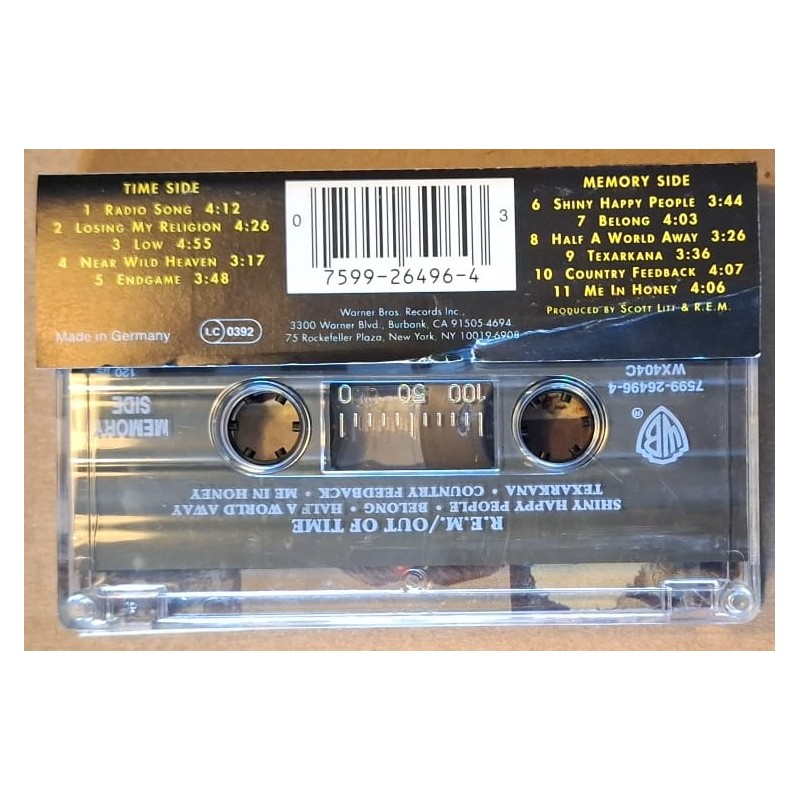 TIME SIDE
1 RADIO SONG 4:12
2 LOSING MY RELIGION 4:26
3 LOW 4:55
4 NEAR WILD HEAVEN 3:17
5 ENDGAME 3:48
Made in Germany
LC 0392
0
3
7599-26496-4
Warner Bros. Records Inc.,
3300 Warner Blvd., Burbank, CA 91505-4694
75 Rockefeller Plaza, New York, NY 10019-6908
MEMORY SIDE
6 SHINY HAPPY PEOPLE 3:44
7 BELONG 4:03
8 HALF A WORLD AWAY 3:26
9 TEXARKANA 3:36
10 COUNTRY FEEDBACK 4:07
11 ME IN HONEY 4:06
PRODUCED BY SCOTT LITT & R.E.M.
R.E.M./OUT OF TIME
SHINY HAPPY PEOPLE • BELONG • HALF A WORLD AWAY
TEXARKANA • COUNTRY FEEDBACK • ME IN HONEY
WB ®
100 50 0
MEMORY
SIDE
7599-26496-4
WX404C
120 µs